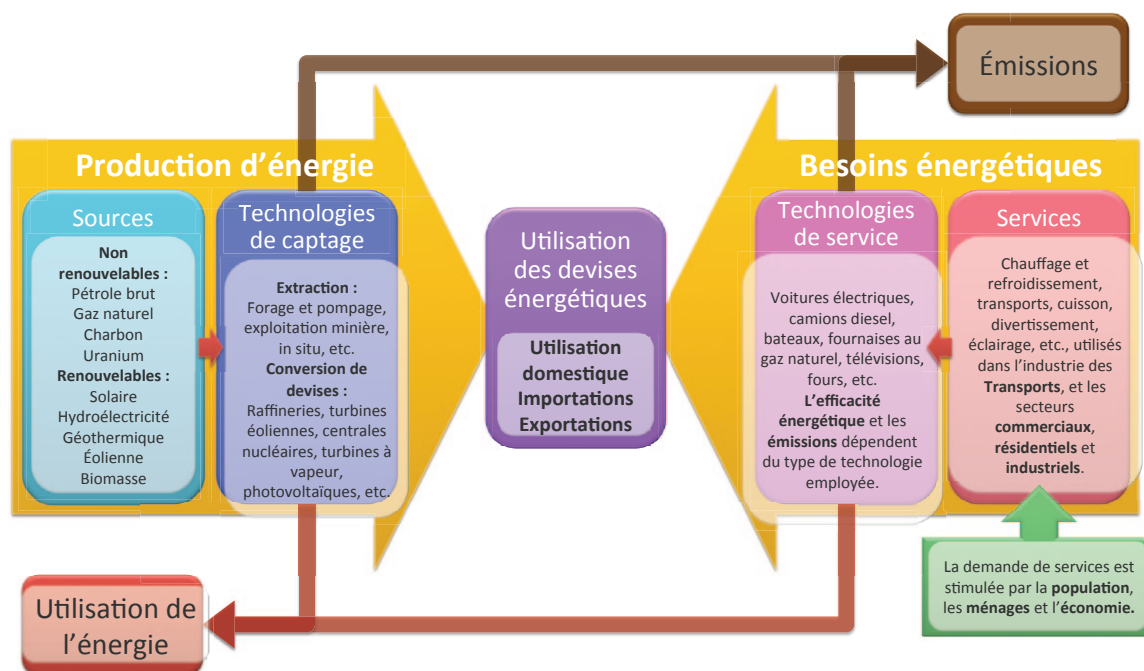 Émissions
Production d’énergie
Besoins énergétiques
Sources
Non
renouvelables :
Pétrole brut
Gaz naturel
Charbon
Uranium
Renouvelables :
Solaire
Hydroélectricité
Géothermique
Éolienne
Biomasse
Technologies
de captage
Extraction :
Forage et pompage,
exploitation minière,
in situ, etc.
Conversion de
devises :
Raffineries, turbines
éoliennes, centrales
nucléaires, turbines à
vapeur,
photovoltaïques, etc.
Utilisation
des devises
énergétiques
Utilisation
domestique
Importations
Exportations
Technologies
de service
Voitures électriques,
camions diesel,
bateaux, fournaises au
gaz naturel, télévisions,
fours, etc.
L’efficacité
énergétique et les
émissions dépendent
du type de technologie
employée.
Services
Chauffage et
refroidissement,
transports, cuisson,
divertissement,
éclairage, etc., utilisés
dans l’industrie des
Transports, et les
secteurs
commerciaux,
résidentiels et
industriels.
La demande de services est
stimulée par la population,
les ménages et l’économie.
Utilisation de
l’énergie